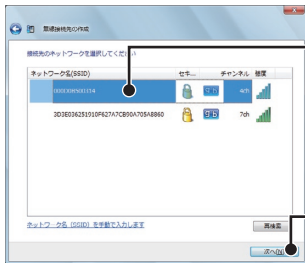 無線接続先の作成
接続先のネットワークを選択してください
ネットワーク名(SSID) セキ... チャンネル 強度
4ch
3D3E036251910F627A7CB90A705A8860 7ch
ネットワーク名 (SSID) を手動で入力します 再検索
次へ(N)